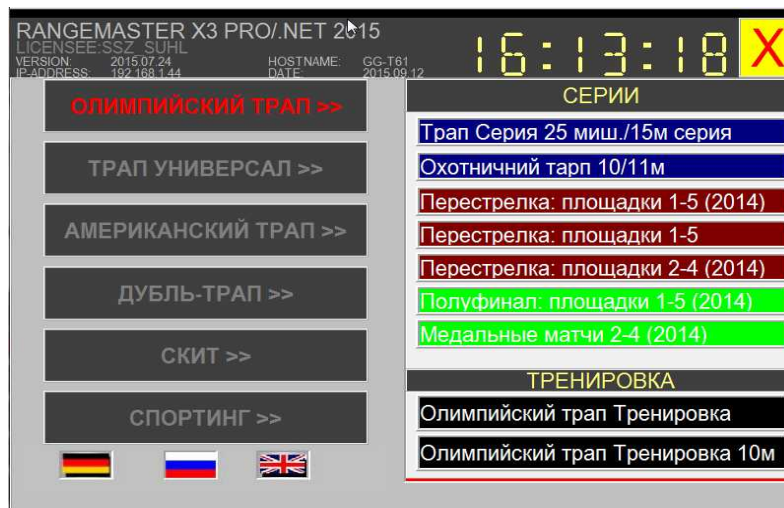 RANGEMASTER X3 PRO/.NET 2015
LICENSEE:SSZ_SUHL
VERSION: 2015.07.24 HOSTNAME: GG-T61
IP-ADDRESS: 192.168.1.44 DATE: 2015.09.12
16:13:18
X
ОЛИМПИЙСКИЙ ТРАП >>
ТРАП УНИВЕРСАЛ >>
АМЕРИКАНСКИЙ ТРАП >>
ДУБЛЬ-ТРАП >>
СКИТ >>
СПОРТИНГ >>
СЕРИИ
Трап Серия 25 миш./15м серия
Охотничний тарп 10/11м
Перестрелка: площадки 1-5 (2014)
Перестрелка: площадки 1-5
Перестрелка: площадки 2-4 (2014)
Полуфинал: площадки 1-5 (2014)
Медальные матчи 2-4 (2014)
ТРЕНИРОВКА
Олимпийский трап Тренировка
Олимпийский трап Тренировка 10м